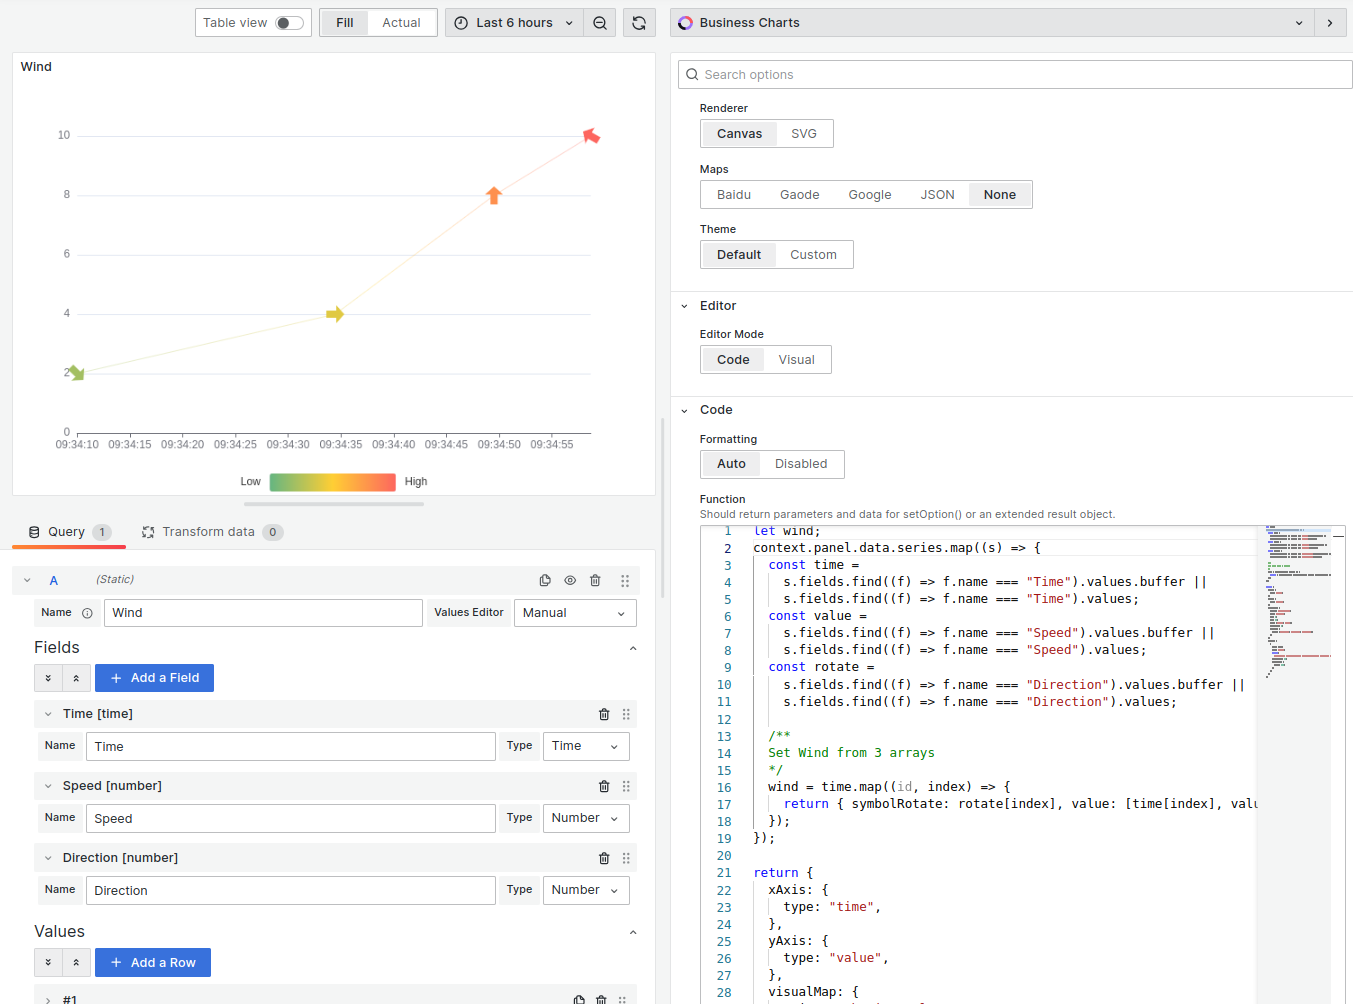 Table view
Fill
Actual
Last 6 hours
Business Charts
Wind
10
8
6
4
2
0
09:34:10 09:34:15 09:34:20 09:34:25 09:34:30 09:34:35 09:34:40 09:34:45 09:34:50 09:34:55
Low
High
Query 1
Transform data 0
A (Static)
Name Wind Values Editor Manual
Fields
Add a Field
Time [time]
Name Time Type Time
Speed [number]
Name Speed Type Number
Direction [number]
Name Direction Type Number
Values
Add a Row
#1
Search options
Renderer
Canvas SVG
Maps
Baidu Gaode Google JSON None
Theme
Default Custom
Editor
Editor Mode
Code Visual
Code
Formatting
Auto Disabled
Function
Should return parameters and data for setOption() or an extended result object.
1 let wind;
2 context.panel.data.series.map((s) => {
3 const time =
4 s.fields.find((f) => f.name === "Time").values.buffer ||
5 s.fields.find((f) => f.name === "Time").values;
6 const value =
7 s.fields.find((f) => f.name === "Speed").values.buffer ||
8 s.fields.find((f) => f.name === "Speed").values;
9 const rotate =
10 s.fields.find((f) => f.name === "Direction").values.buffer ||
11 s.fields.find((f) => f.name === "Direction").values;
12
13 /**
14 Set Wind from 3 arrays
15 */
16 wind = time.map((id, index) => {
17 return { symbolRotate: rotate[index], value: [time[index], valu
18 });
19 });
20
21 return {
22 xAxis: {
23 type: "time",
24 },
25 yAxis: {
26 type: "value",
27 },
28 visualMap: {